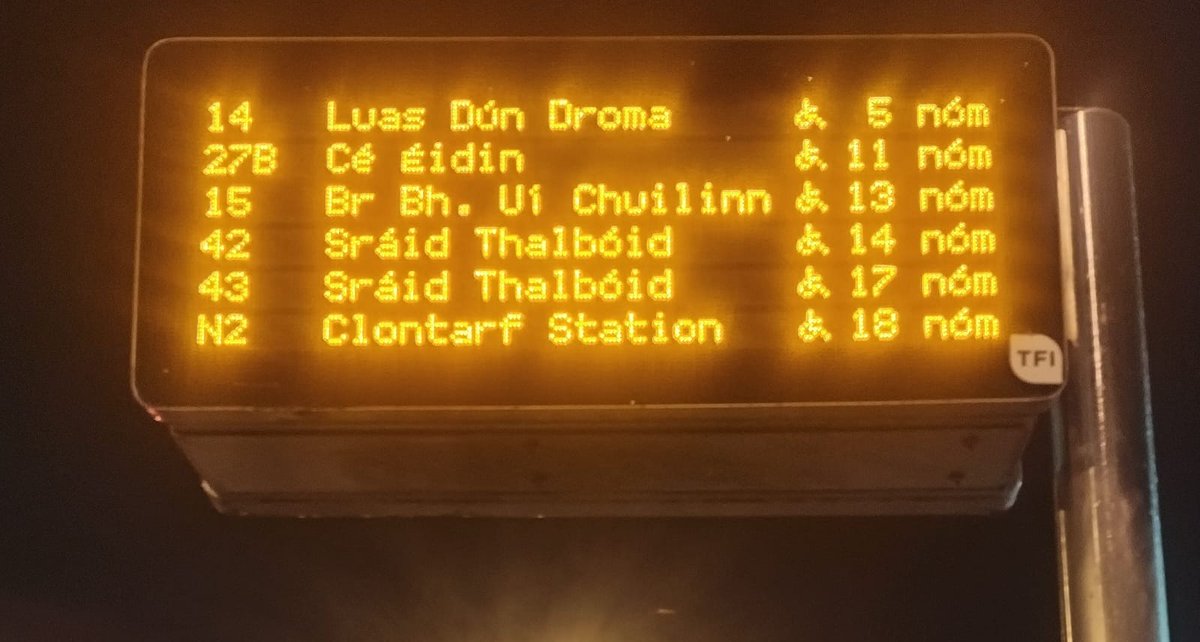 14 Luas Dún Droma 5 nóm
27B Cé éidin 11 nóm
15 Br Bh. Uí Chuilinn 13 nóm
42 Sráid Thalbóid 14 nóm
43 Sráid Thalbóid 17 nóm
N2 Clontarf Station 18 nóm
TFI